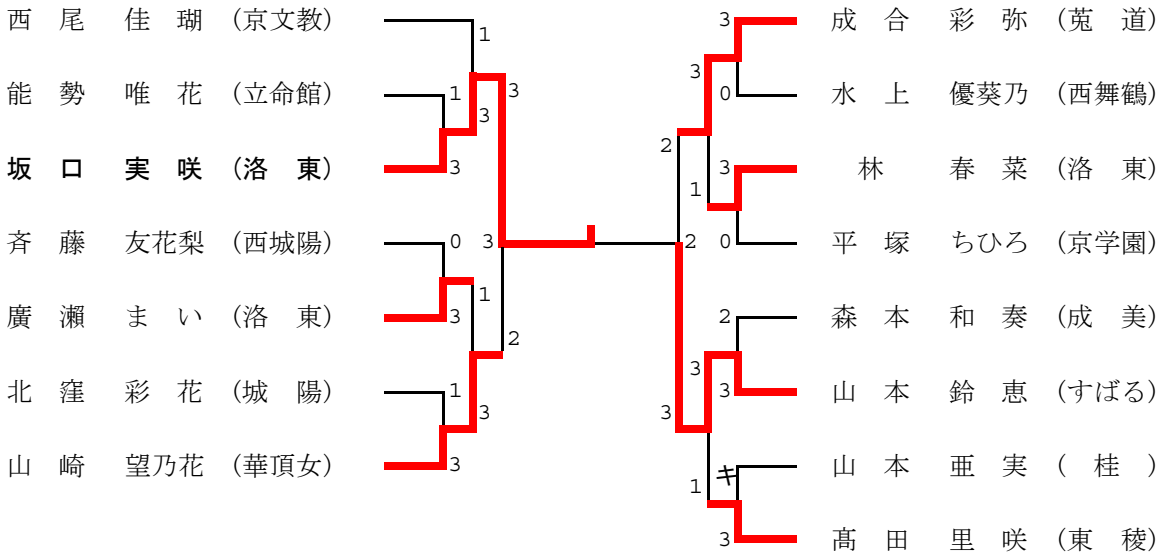 西 尾 佳 瑚 (京文教)
1
能 勢 唯 花 (立命館)
1
3
3
坂 口 実 咲 (洛 東)
3
斉 藤 友花梨 (西城陽)
0
3
1
廣 瀬 ま い (洛 東)
3
2
北 窪 彩 花 (城 陽)
1
3
山 崎 望乃花 (華頂女)
3
3
成 合 彩 弥 (莵 道)
3
0
水 上 優葵乃 (西舞鶴)
2
3
林 春 菜 (洛 東)
1
2
0
平 塚 ちひろ (京学園)
2
森 本 和 奏 (成 美)
3
3
山 本 鈴 恵 (すばる)
3
キ
山 本 亜 実 ( 桂 )
1
3
髙 田 里 咲 (東 稜)